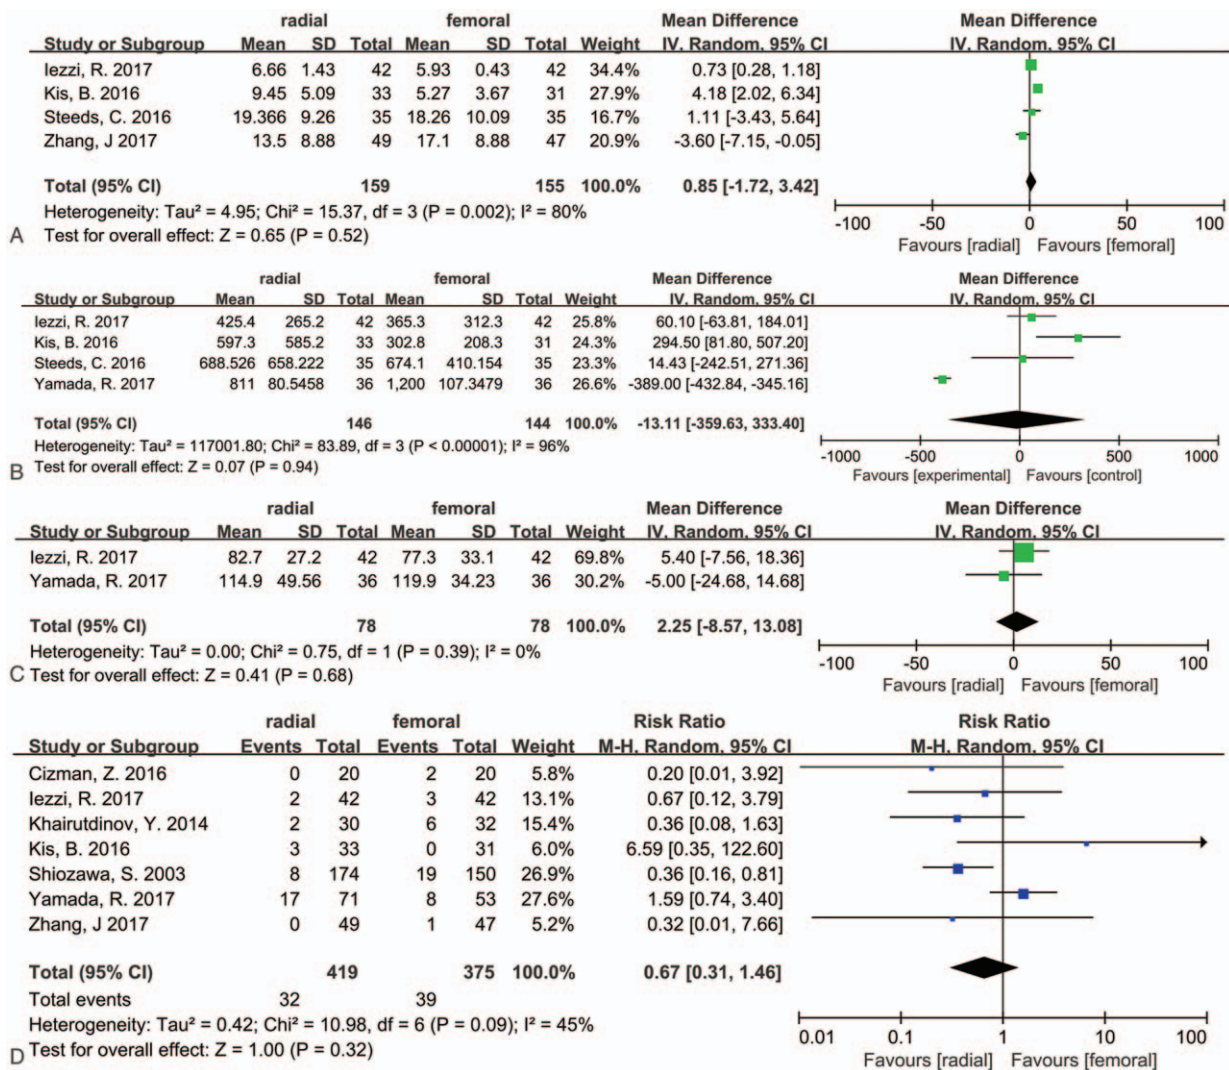 radial femoral Mean Difference Mean Difference
Study or Subgroup Mean SD Total Mean SD Total Weight IV, Random, 95% CI IV, Random, 95% CI
Iezzi, R. 2017 6.66 1.43 42 5.93 0.43 42 34.4% 0.73 [0.28, 1.18]
Kis, B. 2016 9.45 5.09 33 5.27 3.67 31 27.9% 4.18 [2.02, 6.34]
Steeds, C. 2016 19.366 9.26 35 18.26 10.09 35 16.7% 1.11 [-3.43, 5.64]
Zhang, J 2017 13.5 8.88 49 17.1 8.88 47 20.9% -3.60 [-7.15, -0.05]
Total (95% CI) 159 155 100.0% 0.85 [-1.72, 3.42]
Heterogeneity: Tau² = 4.95; Chi² = 15.37, df = 3 (P = 0.002); I² = 80%
Test for overall effect: Z = 0.65 (P = 0.52)
-100 -50 0 50 100
Favours [radial] Favours [femoral]
A
radial femoral Mean Difference Mean Difference
Study or Subgroup Mean SD Total Mean SD Total Weight IV, Random, 95% CI IV, Random, 95% CI
Iezzi, R. 2017 425.4 265.2 42 365.3 312.3 42 25.8% 60.10 [-63.81, 184.01]
Kis, B. 2016 597.3 585.2 33 302.8 208.3 31 24.3% 294.50 [81.80, 507.20]
Steeds, C. 2016 688.526 658.222 35 674.1 410.154 35 23.3% 14.43 [-242.51, 271.36]
Yamada, R. 2017 811 80.5458 36 1,200 107.3479 36 26.6% -389.00 [-432.84, -345.16]
Total (95% CI) 146 144 100.0% -13.11 [-359.63, 333.40]
Heterogeneity: Tau² = 117001.80; Chi² = 83.89, df = 3 (P < 0.00001); I² = 96%
Test for overall effect: Z = 0.07 (P = 0.94)
-1000 -500 0 500 1000
Favours [experimental] Favours [control]
B
radial femoral Mean Difference Mean Difference
Study or Subgroup Mean SD Total Mean SD Total Weight IV, Random, 95% CI IV, Random, 95% CI
Iezzi, R. 2017 82.7 27.2 42 77.3 33.1 42 69.8% 5.40 [-7.56, 18.36]
Yamada, R. 2017 114.9 49.56 36 119.9 34.23 36 30.2% -5.00 [-24.68, 14.68]
Total (95% CI) 78 78 100.0% 2.25 [-8.57, 13.08]
Heterogeneity: Tau² = 0.00; Chi² = 0.75, df = 1 (P = 0.39); I² = 0%
Test for overall effect: Z = 0.41 (P = 0.68)
-100 -50 0 50 100
Favours [radial] Favours [femoral]
C
radial femoral Risk Ratio Risk Ratio
Study or Subgroup Events Total Events Total Weight M-H, Random, 95% CI M-H, Random, 95% CI
Cizman, Z. 2016 0 20 2 20 5.8% 0.20 [0.01, 3.92]
Iezzi, R. 2017 2 42 3 42 13.1% 0.67 [0.12, 3.79]
Khairutdinov, Y. 2014 2 30 6 32 15.4% 0.36 [0.08, 1.63]
Kis, B. 2016 3 33 0 31 6.0% 6.59 [0.35, 122.60]
Shiozawa, S. 2003 8 174 19 150 26.9% 0.36 [0.16, 0.81]
Yamada, R. 2017 17 71 8 53 27.6% 1.59 [0.74, 3.40]
Zhang, J 2017 0 49 1 47 5.2% 0.32 [0.01, 7.66]
Total (95% CI) 419 375 100.0% 0.67 [0.31, 1.46]
Total events 32 39
Heterogeneity: Tau² = 0.42; Chi² = 10.98, df = 6 (P = 0.09); I² = 45%
Test for overall effect: Z = 1.00 (P = 0.32)
0.01 0.1 1 10 100
Favours [radial] Favours [femoral]
D